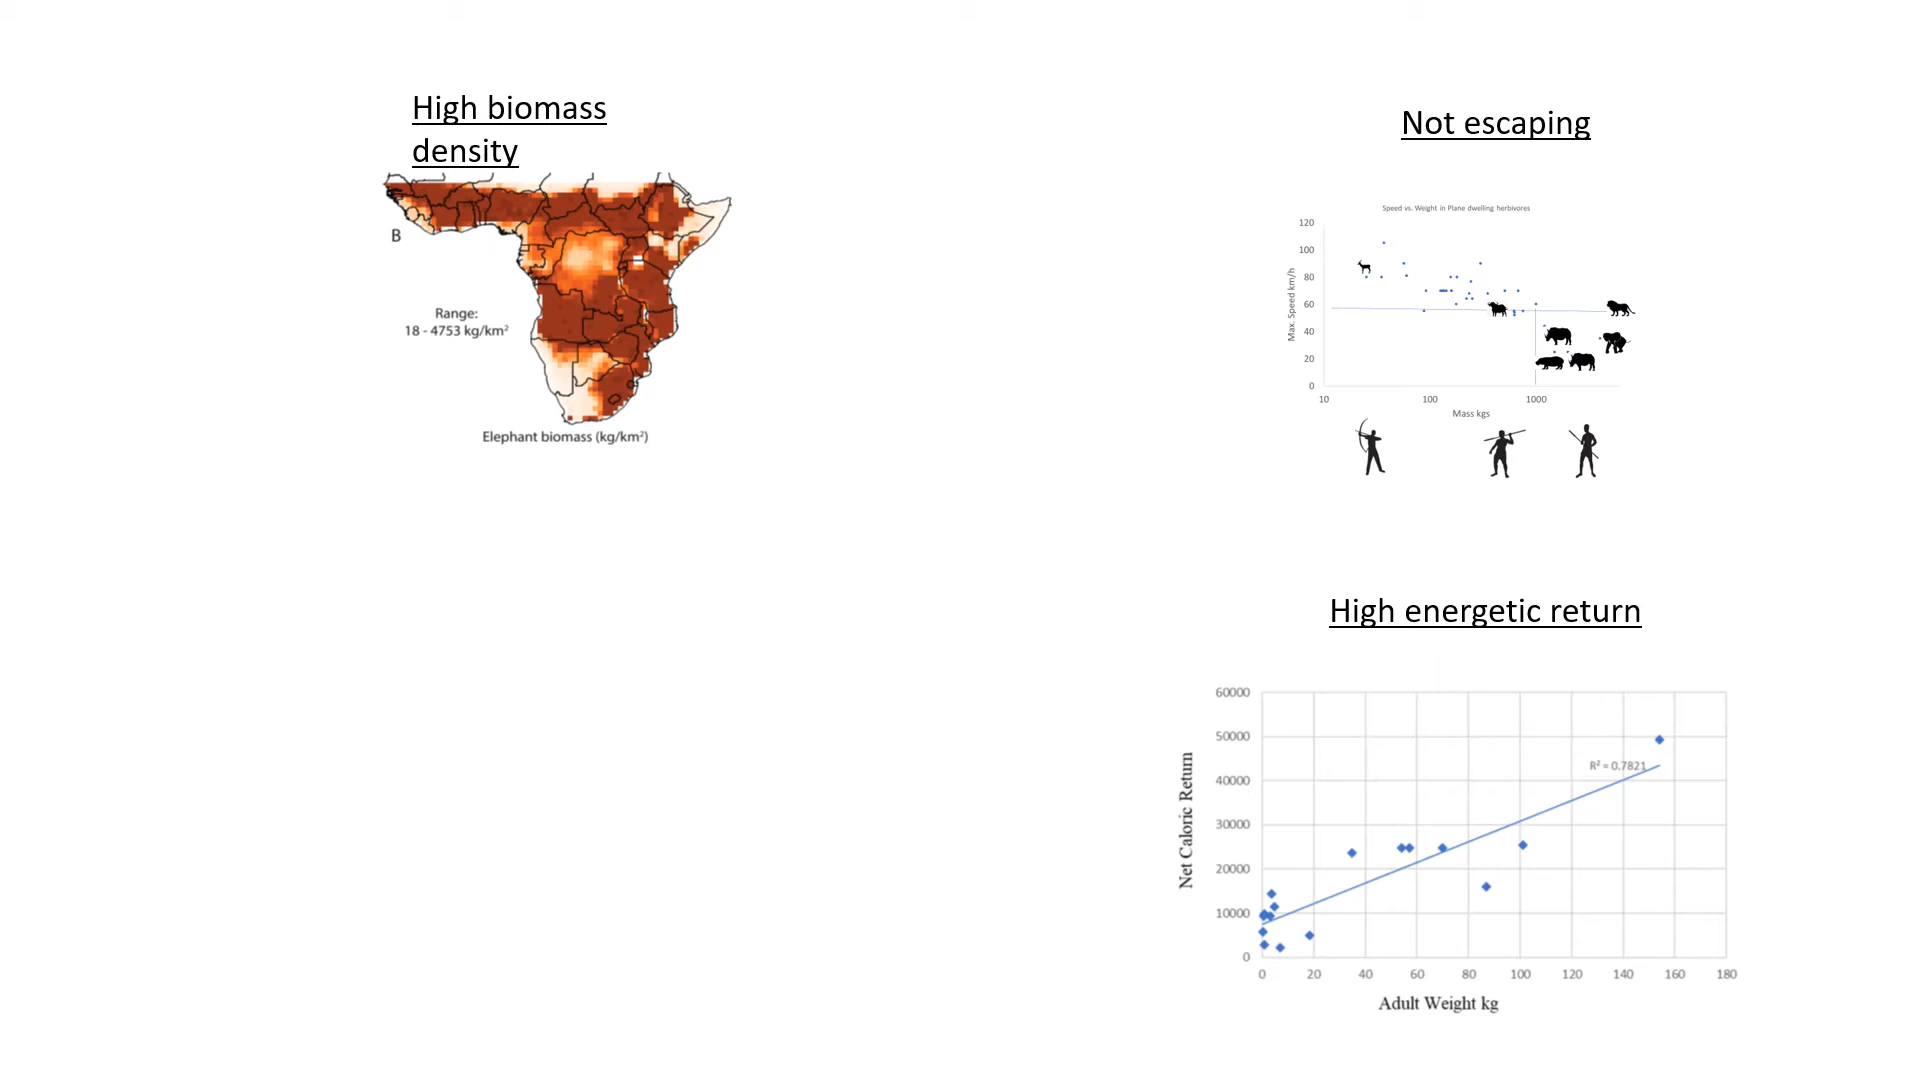 High biomass
density
B
Range:
18 - 4753 kg/km²
Elephant biomass (kg/km²)
Not escaping
Speed vs. Weight in Plane dwelling herbivores
Max. Speed km/h
120
100
80
60
40
20
0
10 100 1000
Mass kgs
High energetic return
Net Caloric Return
60000
50000
40000
30000
20000
10000
0
R² = 0.7821
0 20 40 60 80 100 120 140 160 180
Adult Weight kg